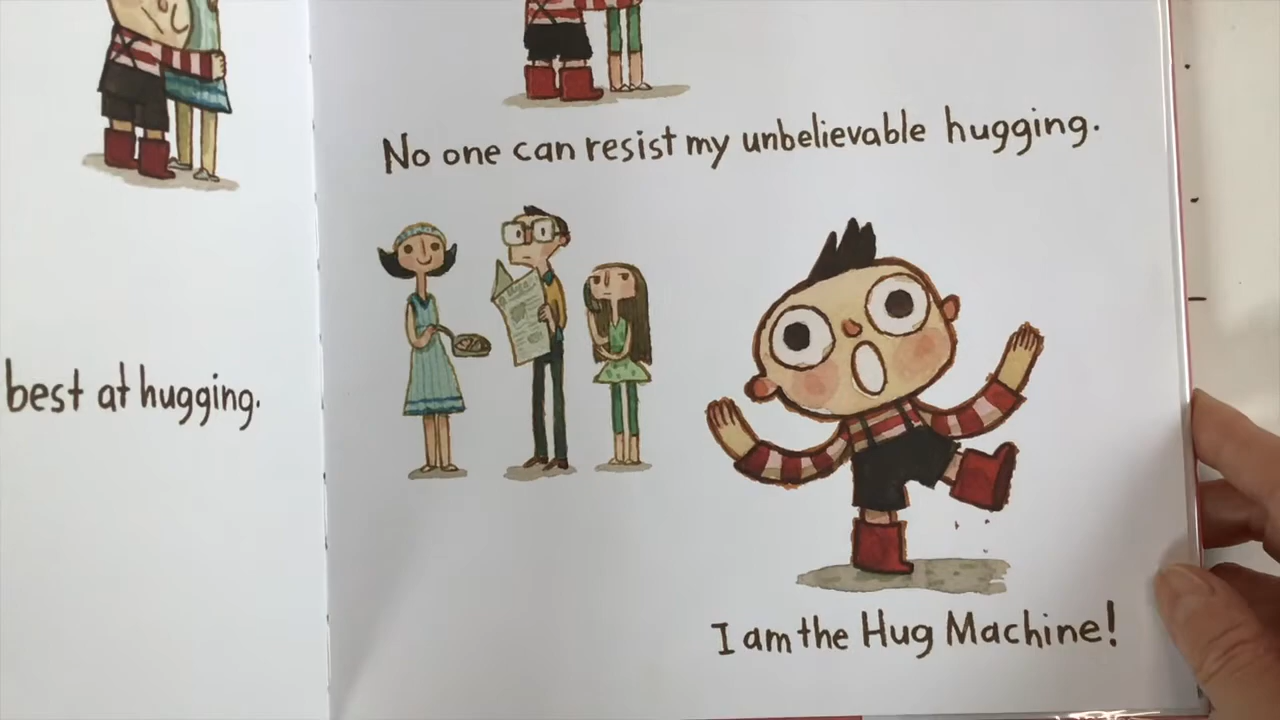 best at hugging.
No one can resist my unbelievable hugging.
I am the Hug Machine!